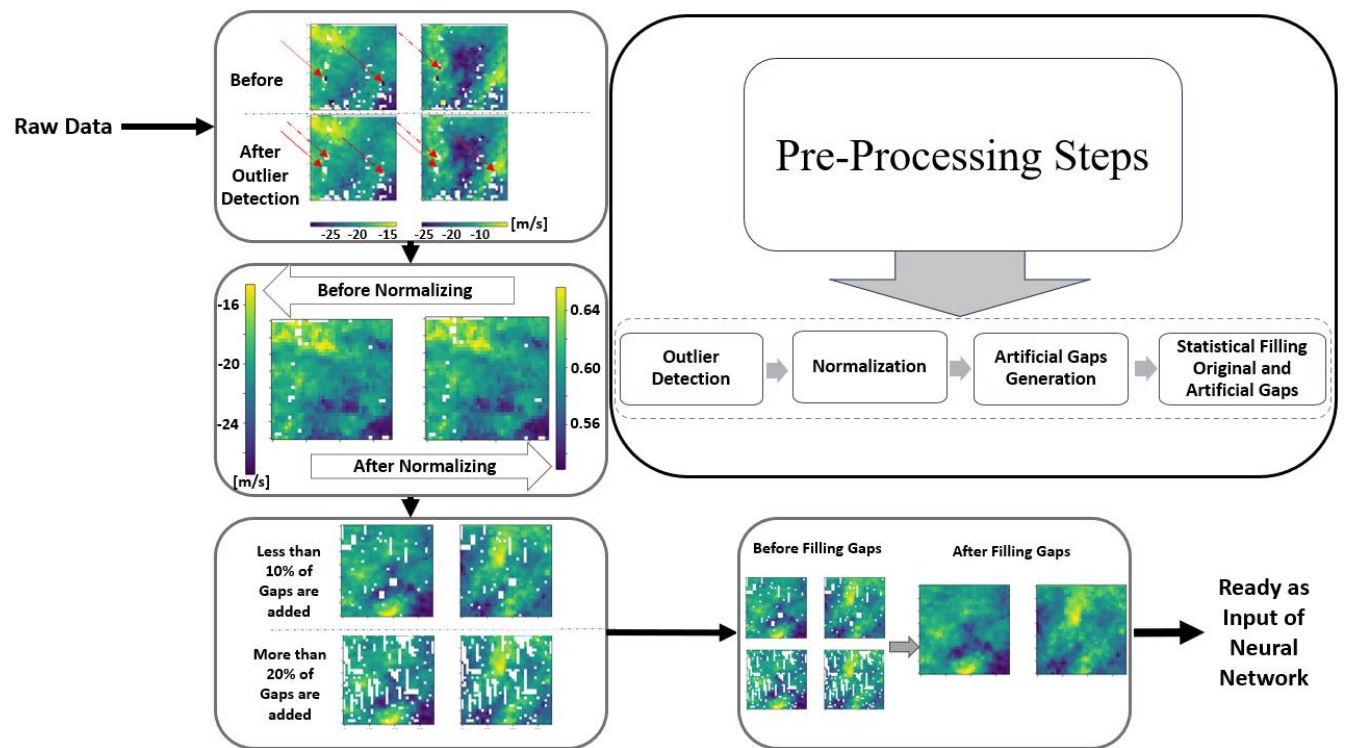 Raw Data
Before
After
Outlier
Detection
[m/s]
-25 -20 -15
-25 -20 -10
Before Normalizing
-16
-20
-24
[m/s]
0.64
0.60
0.56
After Normalizing
Less than
10% of
Gaps are
added
More than
20% of
Gaps are
added
Before Filling Gaps
After Filling Gaps
Ready as
Input of
Neural
Network
Pre-Processing Steps
Outlier
Detection
Normalization
Artificial Gaps
Generation
Statistical Filling
Original and
Artificial Gaps